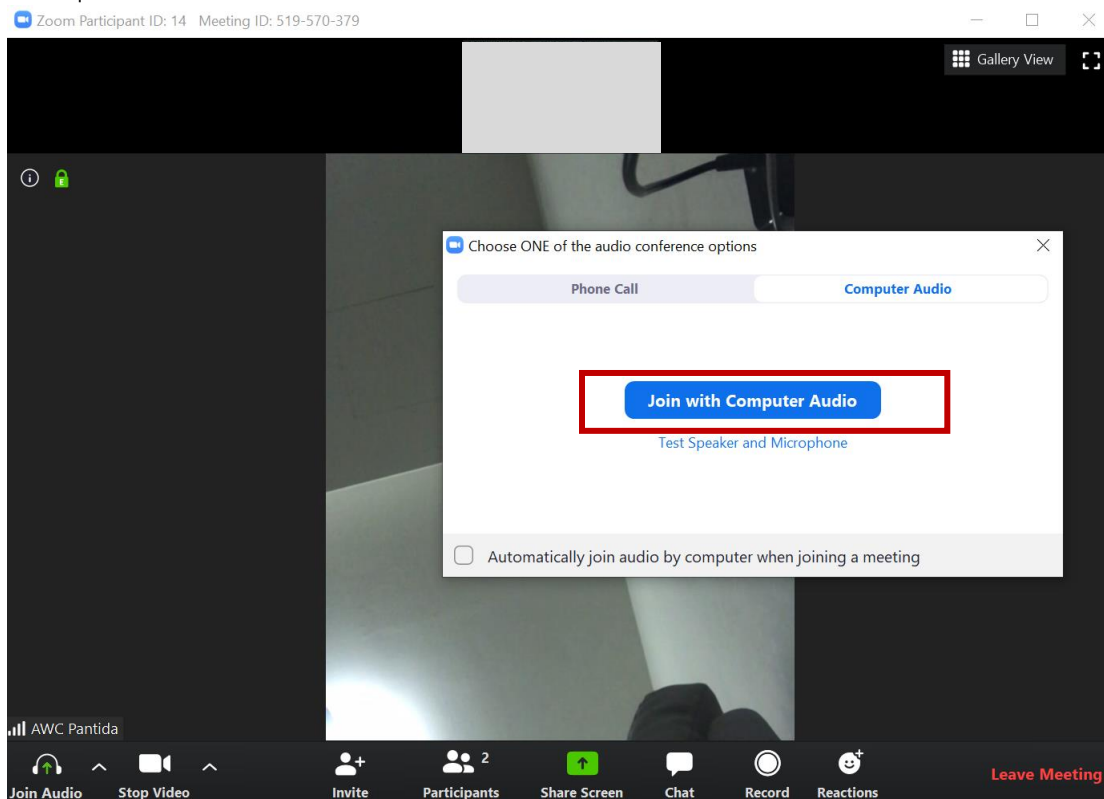 Zoom Participant ID: 14 Meeting ID: 519-570-379
Gallery View
Choose ONE of the audio conference options
Phone Call
Computer Audio
Join with Computer Audio
Test Speaker and Microphone
Automatically join audio by computer when joining a meeting
AWC Pantida
2
Join Audio
Stop Video
Invite
Participants
Share Screen
Chat
Record
Reactions
Leave Meeting